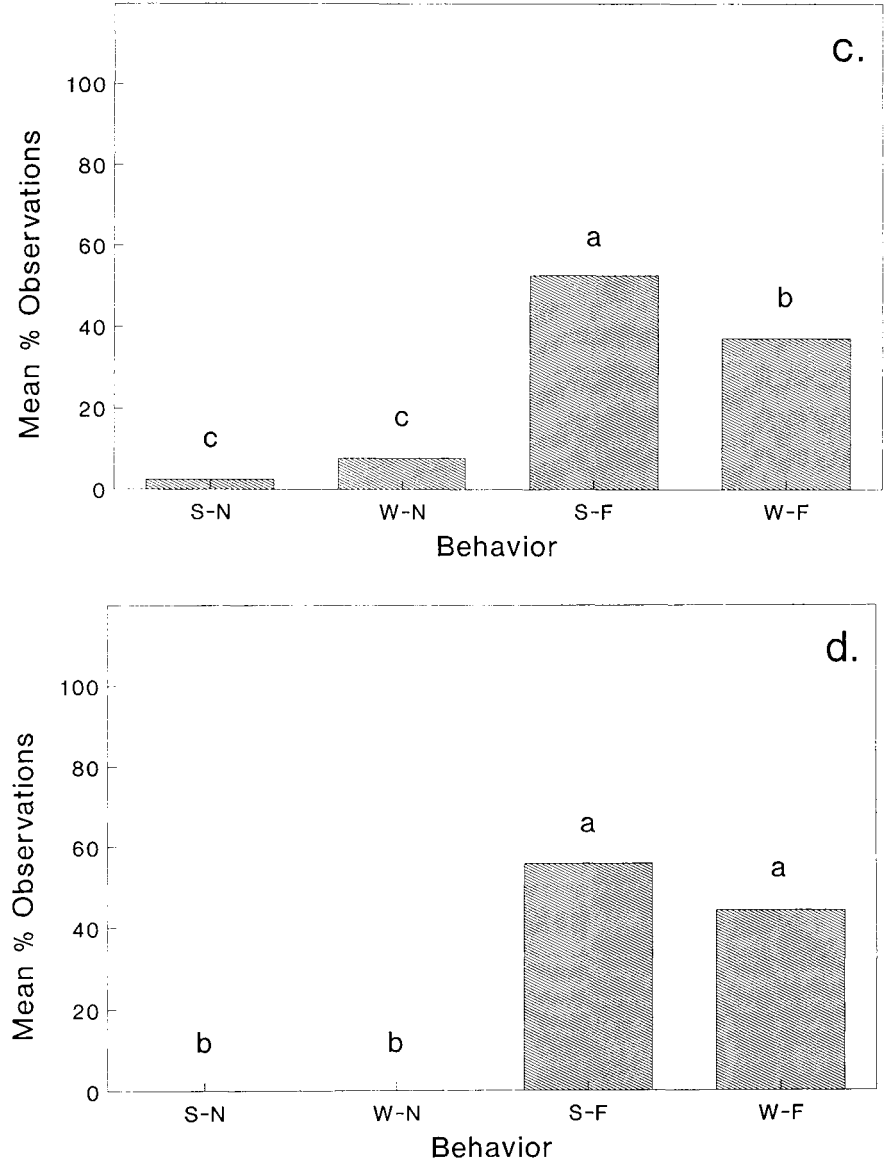 c.
Mean % Observations
100
80
60
40
20
0
a
b
c
c
S-N W-N S-F W-F
Behavior
d.
Mean % Observations
100
80
60
40
20
0
a
a
b b
S-N W-N S-F W-F
Behavior